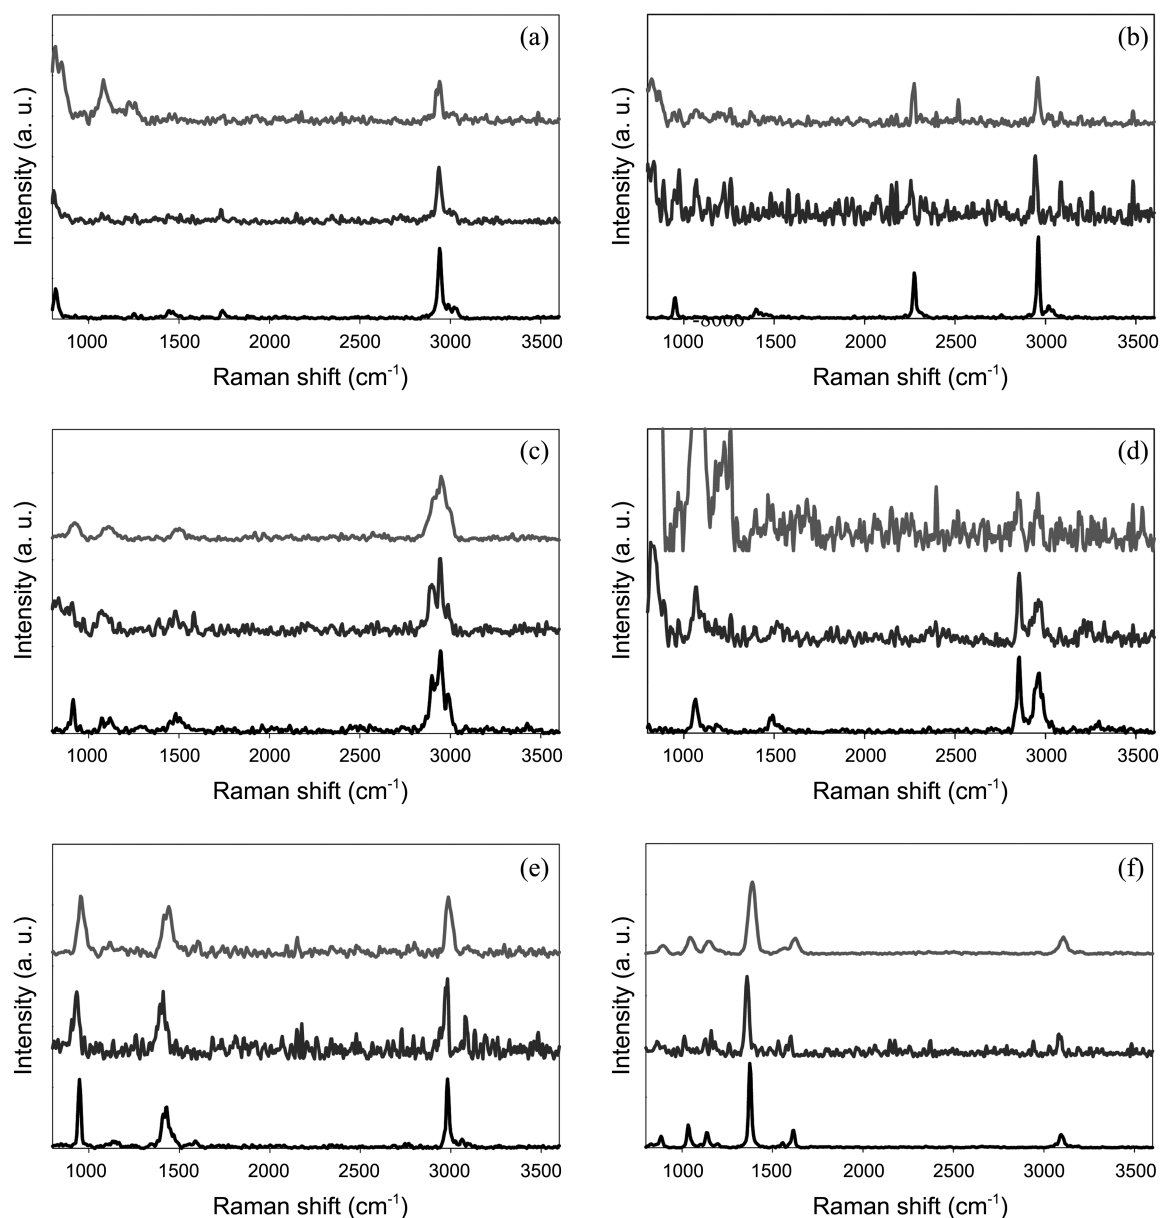 (a)
Intensity (a. u.)
1000 1500 2000 2500 3000 3500
Raman shift (cm-1)
(b)
Intensity (a. u.)
-8000
1000 1500 2000 2500 3000 3500
Raman shift (cm-1)
(c)
Intensity (a. u.)
1000 1500 2000 2500 3000 3500
Raman shift (cm-1)
(d)
Intensity (a. u.)
1000 1500 2000 2500 3000 3500
Raman shift (cm-1)
(e)
Intensity (a. u.)
1000 1500 2000 2500 3000 3500
Raman shift (cm-1)
(f)
Intensity (a. u.)
1000 1500 2000 2500 3000 3500
Raman shift (cm-1)